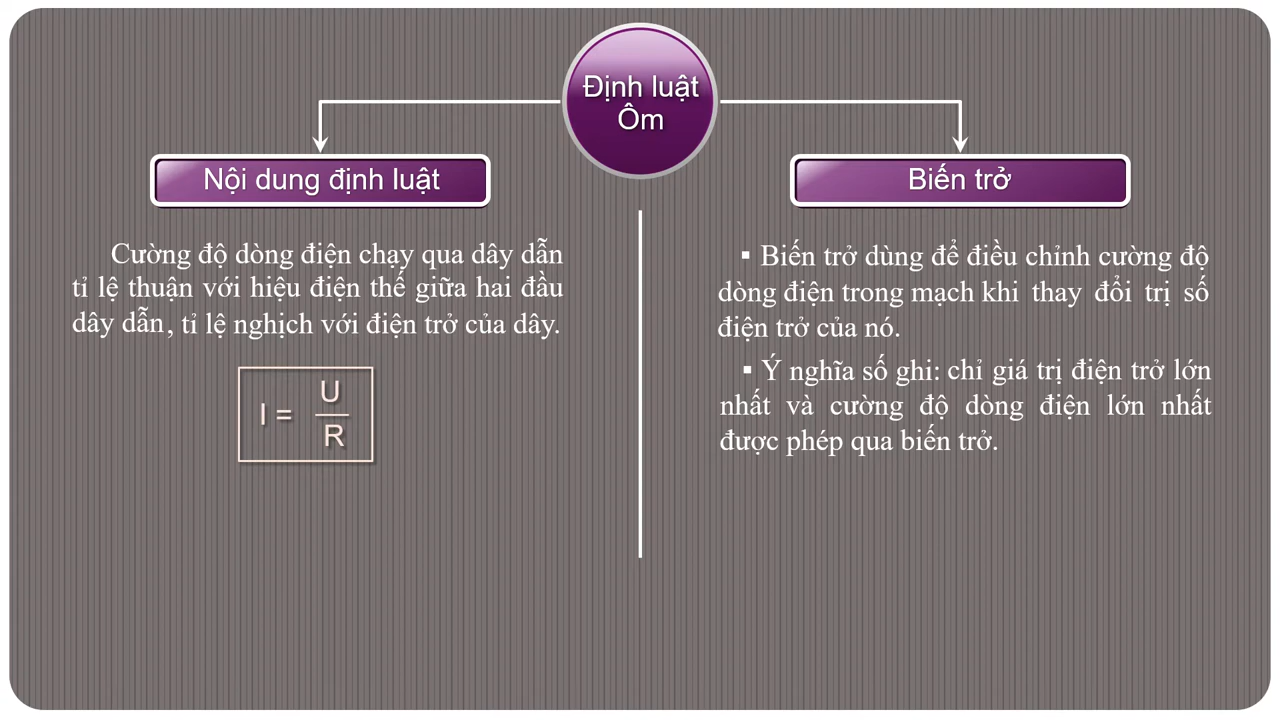 Định luật
Ôm
Nội dung định luật
Cường độ dòng điện chạy qua dây dẫn
tỉ lệ thuận với hiệu điện thế giữa hai đầu
dây dẫn, tỉ lệ nghịch với điện trở của dây.
I = U/R
Biến trở
▪ Biến trở dùng để điều chỉnh cường độ
dòng điện trong mạch khi thay đổi trị số
điện trở của nó.
▪ Ý nghĩa số ghi: chỉ giá trị điện trở lớn
nhất và cường độ dòng điện lớn nhất
được phép qua biến trở.